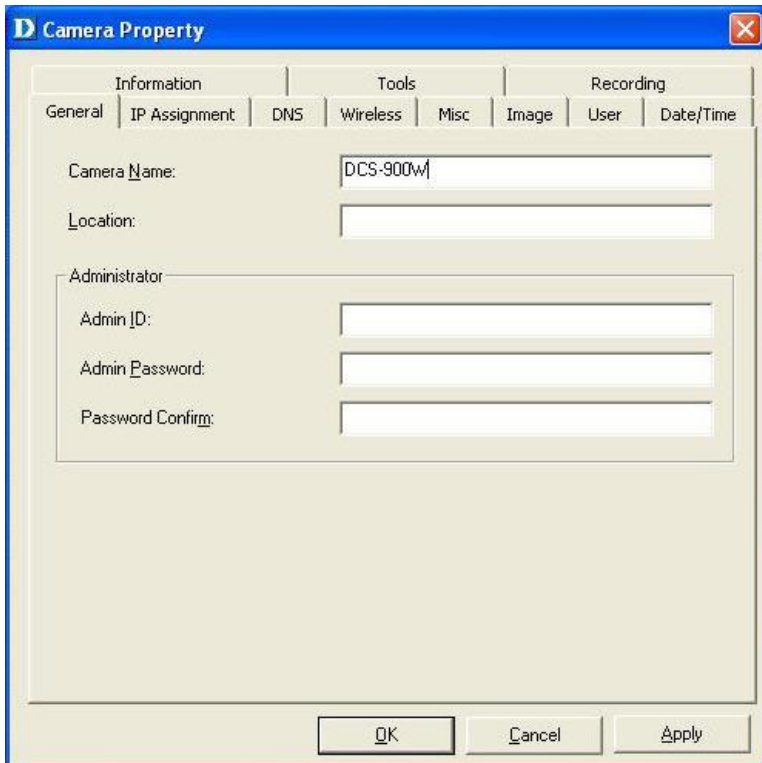 D Camera Property
Information Tools Recording
General IP Assignment DNS Wireless Misc Image User Date/Time
Camera Name: DCS-900W
Location:
Administrator
Admin ID:
Admin Password:
Password Confirm:
OK Cancel Apply